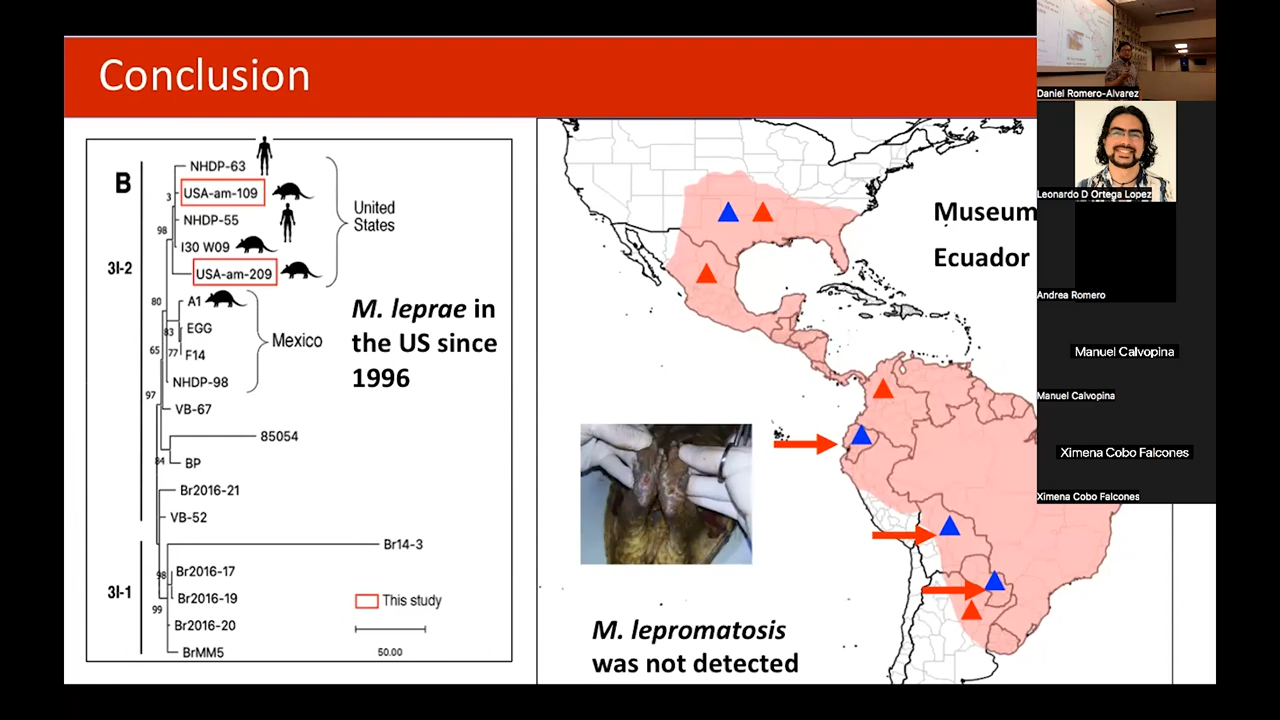 Conclusion
B
3I-2
3I-1
NHDP-63
USA-am-109
NHDP-55
I30 W09
USA-am-209
A1
EGG
F14
NHDP-98
VB-67
85054
BP
Br2016-21
VB-52
Br14-3
Br2016-17
Br2016-19
Br2016-20
BrMM5
3
98
80
83
65
77
97
84
98
99
United
States
Mexico
M. leprae in
the US since
1996
This study
50.00
Museum
Ecuador
M. lepromatosis
was not detected
Daniel Romero-Alvarez
Leonardo D Ortega Lopez
Andrea Romero
Manuel Calvopina
Manuel Calvopina
Ximena Cobo Falcones
Ximena Cobo Falcones